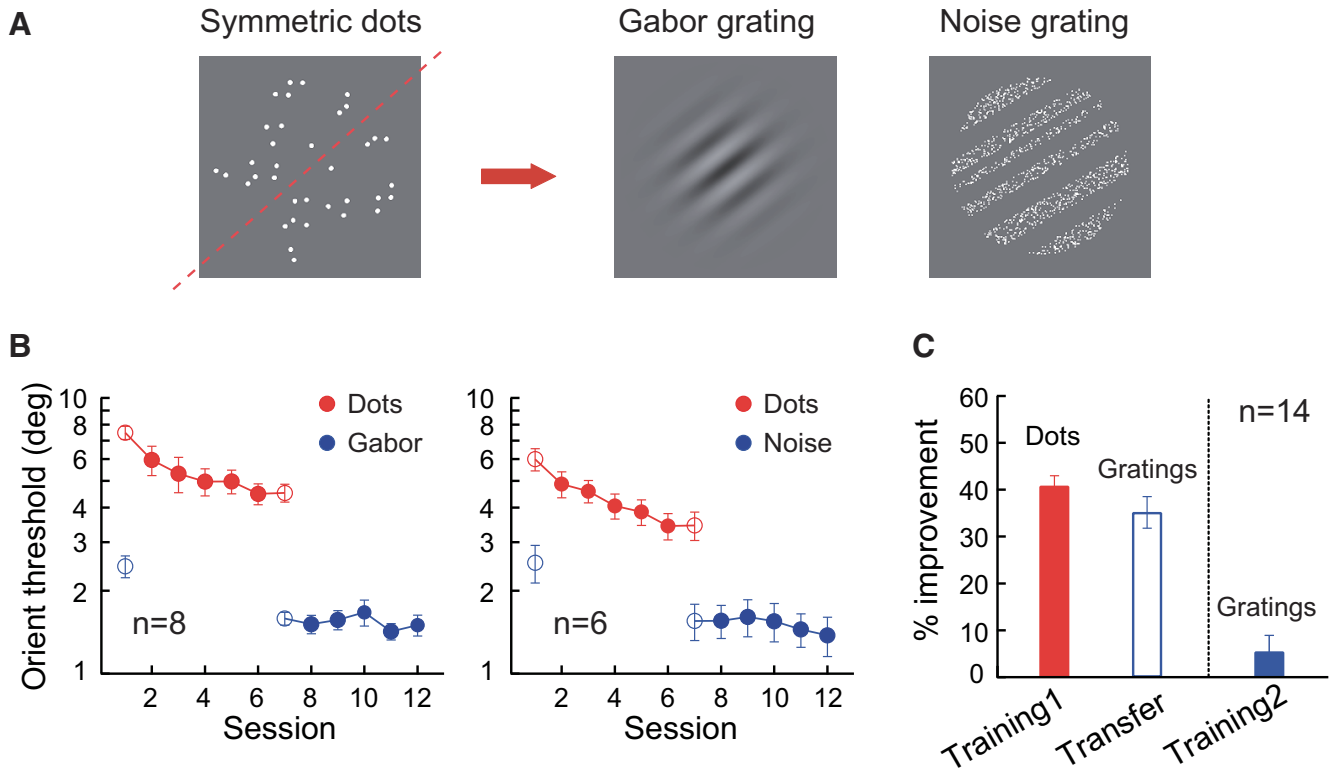 A
Symmetric dots
Gabor grating
Noise grating
B
Orient threshold (deg)
10
8
6
4
3
2
1
Dots
Gabor
n=8
2 4 6 8 10 12
Session
10
8
6
4
3
2
1
Dots
Noise
n=6
2 4 6 8 10 12
Session
C
% improvement
60
50
40
30
20
10
0
n=14
Dots
Gratings
Gratings
Training1
Transfer
Training2